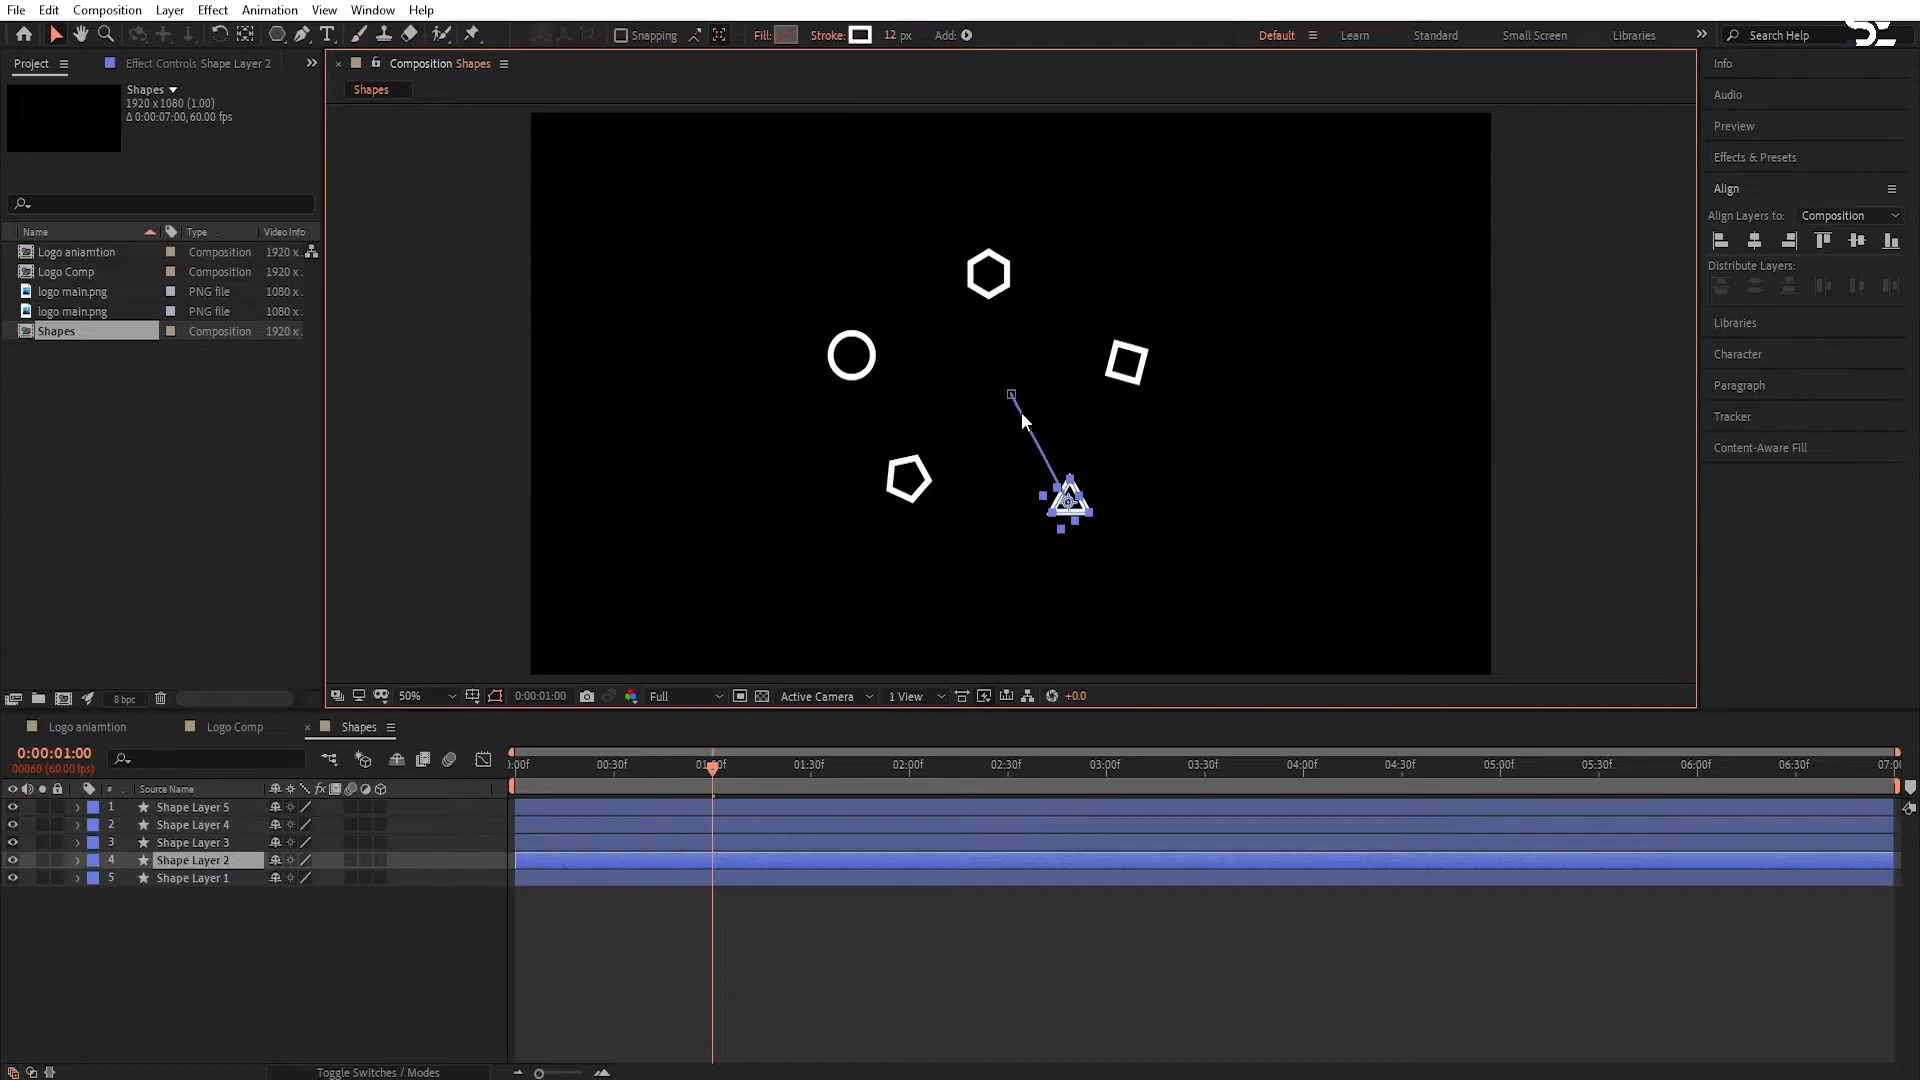 File Edit Composition Layer Effect Animation View Window Help
Snapping Fill: Stroke: 12 px Add: Default Learn Standard Small Screen Libraries Search Help
Project Effect Controls Shape Layer 2
Composition Shapes
Shapes
Shapes
1920 x 1080 (1.00)
Δ 0:00:07:00, 60.00 fps
Name Type Video Info
Logo aniamtion Composition 1920 x
Logo Comp Composition 1920 x
logo main.png PNG file 1080 x
logo main.png PNG file 1080 x
Shapes Composition 1920 x
8 bpc
50% 0:00:01:00 Full Active Camera 1 View +0.0
Info
Audio
Preview
Effects & Presets
Align
Align Layers to: Composition
Distribute Layers:
Libraries
Character
Paragraph
Tracker
Content-Aware Fill
Logo aniamtion Logo Comp Shapes
0:00:01:00
00060 (60.00 fps)
):00f 00:30f 01:00f 01:30f 02:00f 02:30f 03:00f 03:30f 04:00f 04:30f 05:00f 05:30f 06:00f 06:30f 07:0
# Source Name fx
1 Shape Layer 5
2 Shape Layer 4
3 Shape Layer 3
4 Shape Layer 2
5 Shape Layer 1
Toggle Switches / Modes